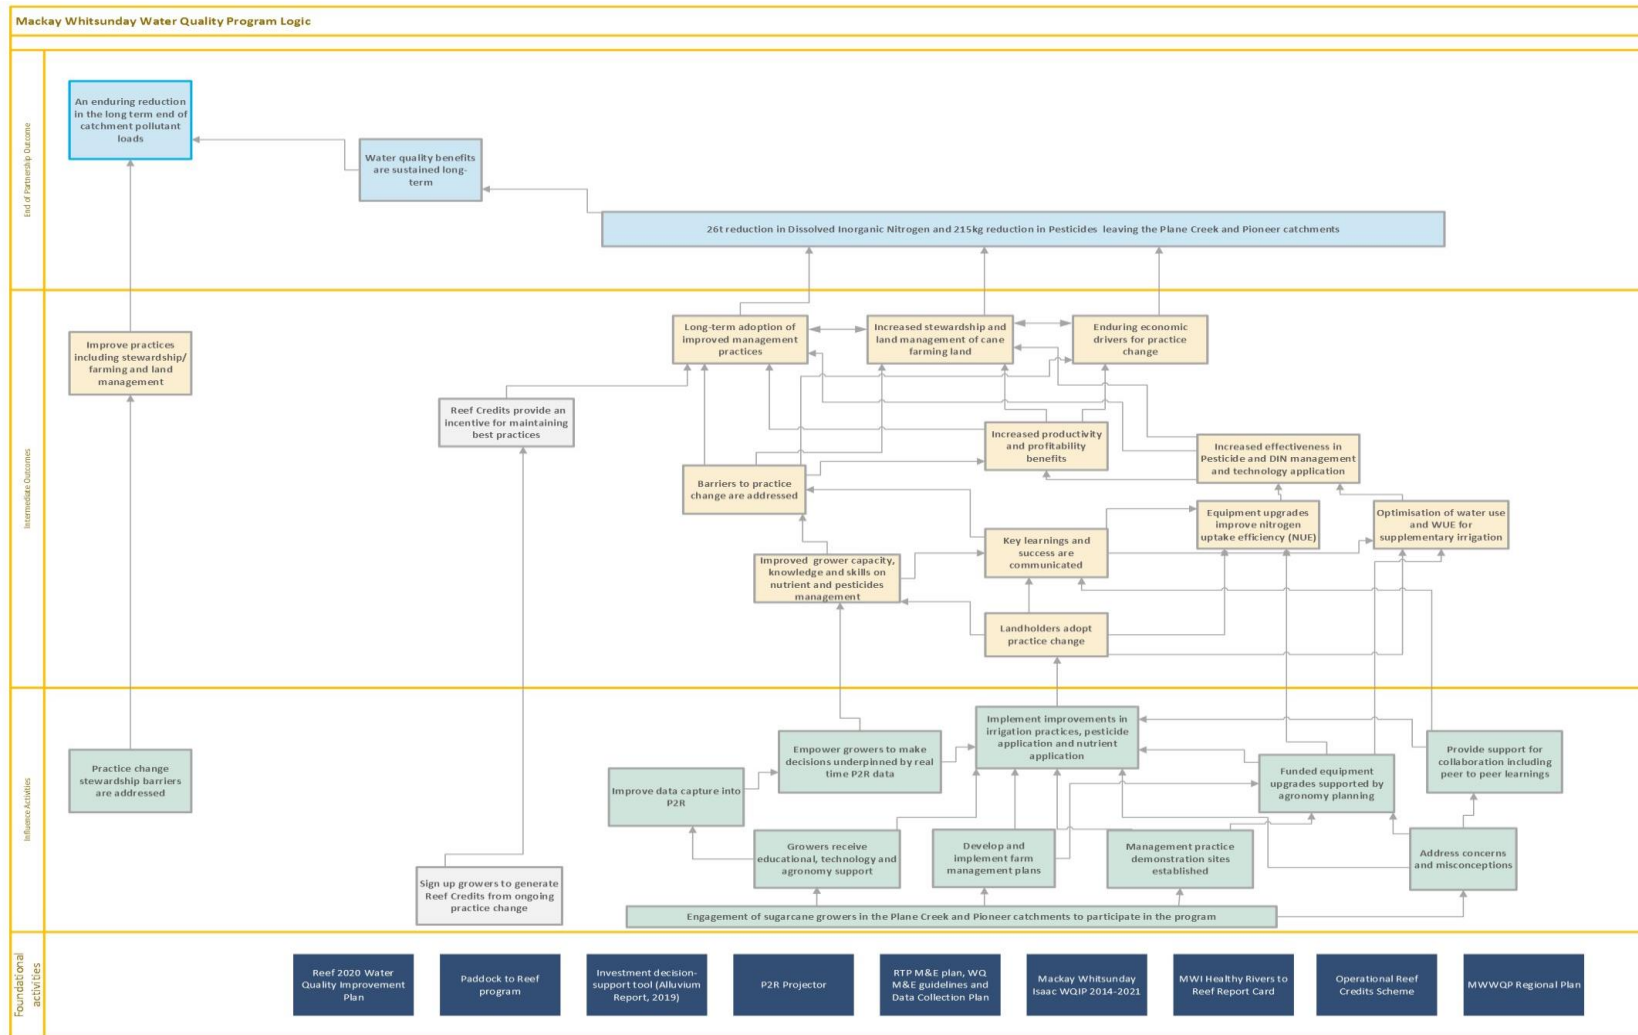 Mackay Whitsunday Water Quality Program Logic
End of Partnership Outcome
An enduring reduction
in the long term end of
catchment pollutant
loads
Water quality benefits
are sustained long-
term
26t reduction in Dissolved Inorganic Nitrogen and 215kg reduction in Pesticides leaving the Plane Creek and Pioneer catchments
Intermediate Outcomes
Improve practices
including stewardship/
farming and land
management
Long-term adoption of
improved management
practices
Increased stewardship and
land management of cane
farming land
Enduring economic
drivers for practice
change
Reef Credits provide an
incentive for maintaining
best practices
Increased productivity
and profitability
benefits
Increased effectiveness in
Pesticide and DIN management
and technology application
Barriers to practice
change are addressed
Equipment upgrades
improve nitrogen
uptake efficiency (NUE)
Optimisation of water use
and WUE for
supplementary irrigation
Key learnings and
success are
communicated
Improved grower capacity,
knowledge and skills on
nutrient and pesticides
management
Landholders adopt
practice change
Influence Activities
Practice change
stewardship barriers
are addressed
Implement improvements in
irrigation practices, pesticide
application and nutrient
application
Empower growers to make
decisions underpinned by real
time P2R data
Provide support for
collaboration including
peer to peer learnings
Improve data capture into
P2R
Funded equipment
upgrades supported by
agronomy planning
Growers receive
educational, technology and
agronomy support
Develop and
implement farm
management plans
Management practice
demonstration sites
established
Address concerns
and misconceptions
Sign up growers to generate
Reef Credits from ongoing
practice change
Engagement of sugarcane growers in the Plane Creek and Pioneer catchments to participate in the program
Foundational
activities
Reef 2020 Water
Quality Improvement
Plan
Paddock to Reef
program
Investment decision-
support tool (Alluvium
Report, 2019)
P2R Projector
RTP M&E plan, WQ
M&E guidelines and
Data Collection Plan
Mackay Whitsunday
Isaac WQIP 2014-2021
MWI Healthy Rivers to
Reef Report Card
Operational Reef
Credits Scheme
MWWQP Regional Plan